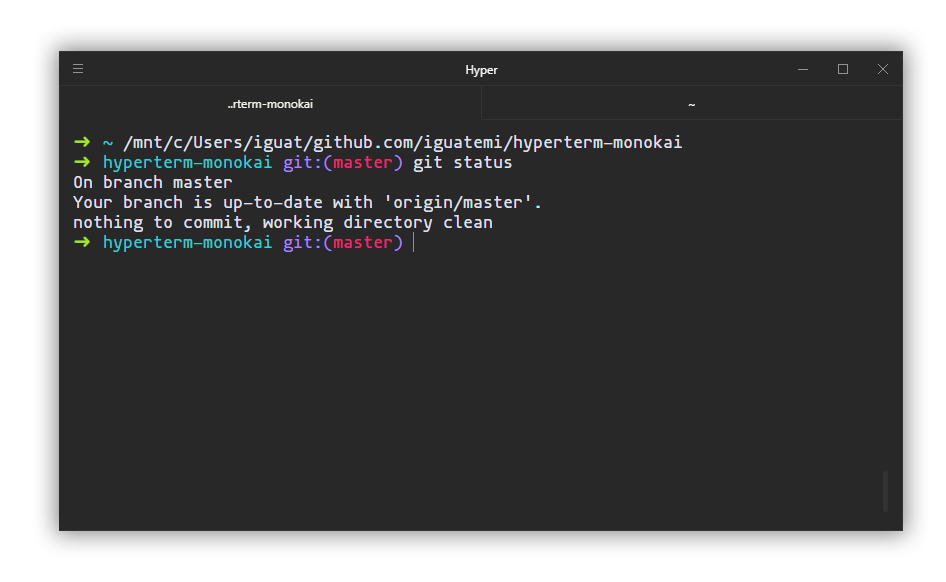 Hyper
..rterm-monokai
~
➜ ~ /mnt/c/Users/iguat/github.com/iguatemi/hyperterm-monokai
➜ hyperterm-monokai git:(master) git status
On branch master
Your branch is up-to-date with 'origin/master'.
nothing to commit, working directory clean
➜ hyperterm-monokai git:(master)